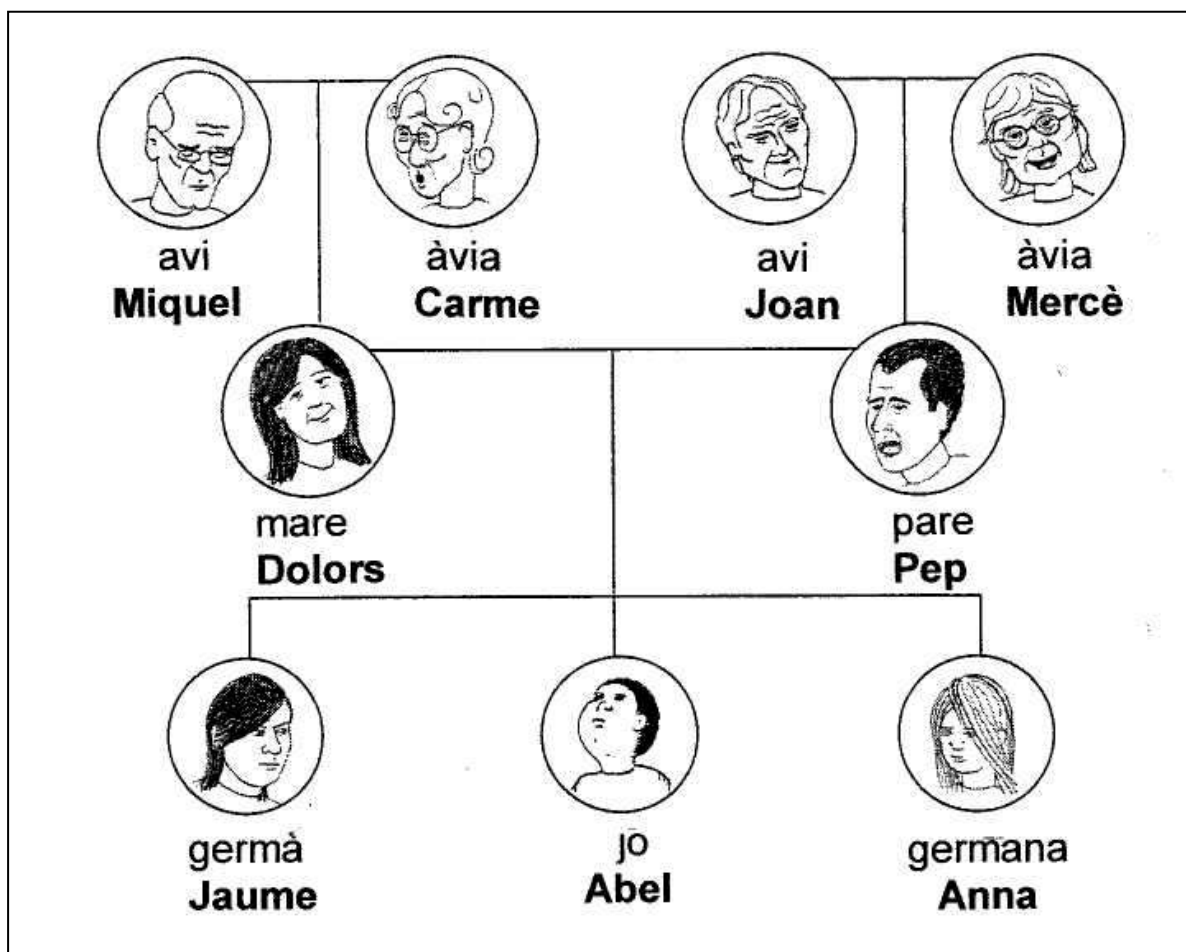 avi
Miquel
àvia
Carme
avi
Joan
àvia
Mercè
mare
Dolors
pare
Pep
germà
Jaume
jo
Abel
germana
Anna